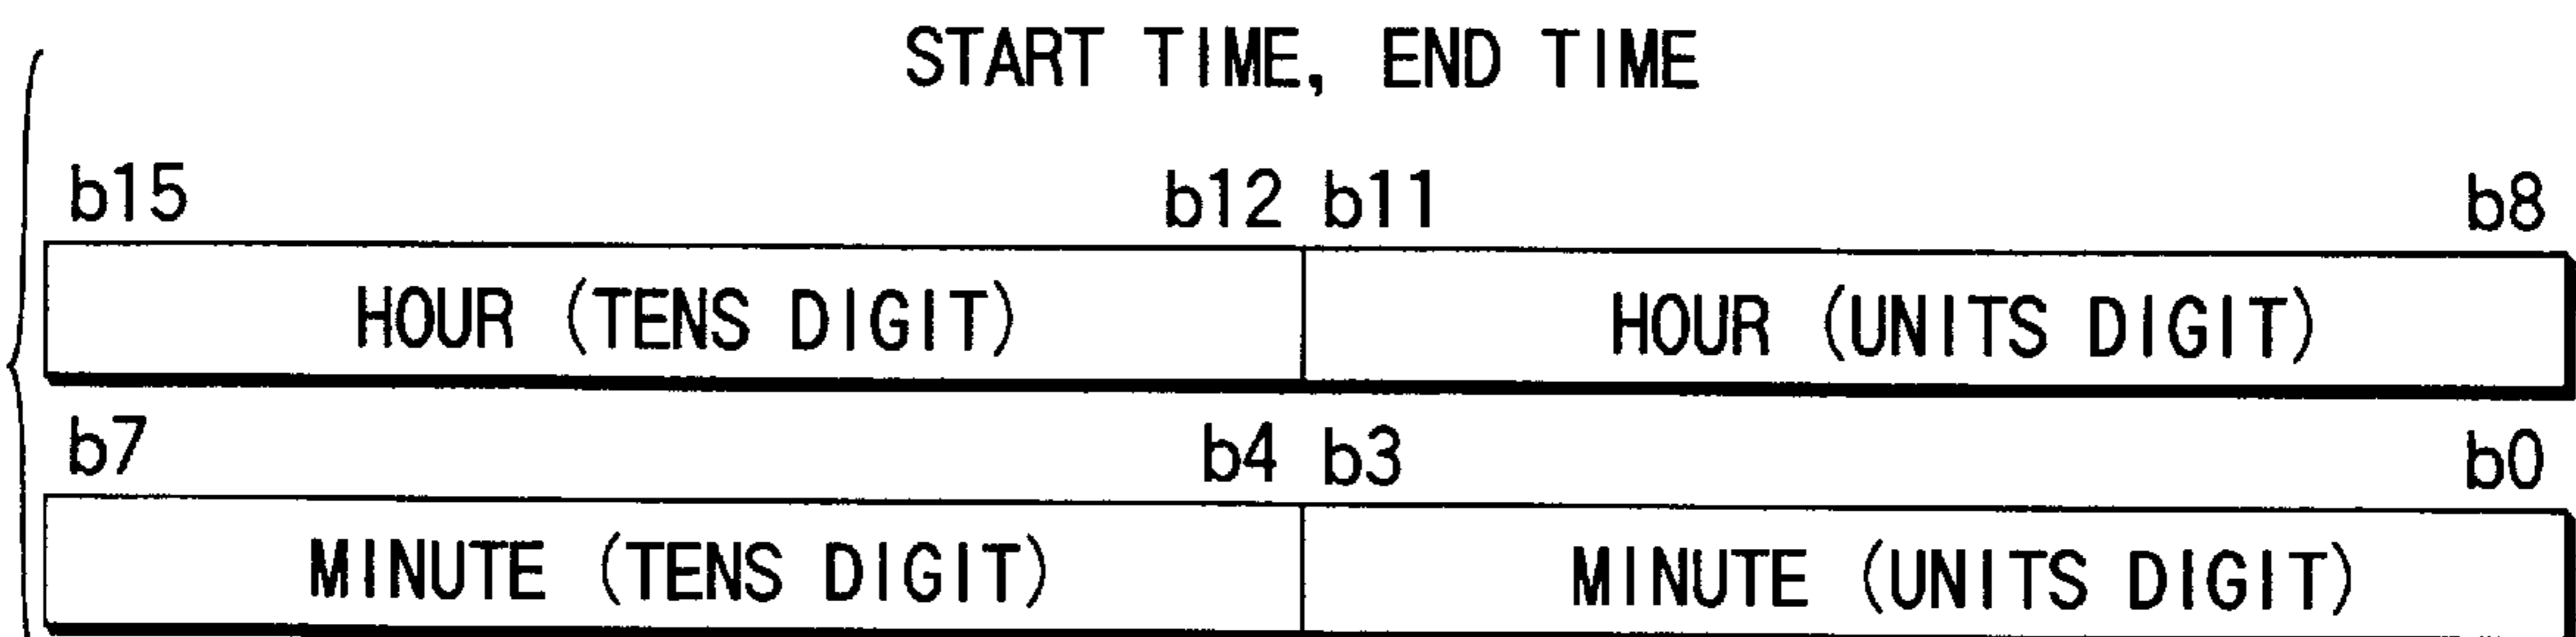 START TIME, END TIME
b15 b12 b11 b8
HOUR (TENS DIGIT) HOUR (UNITS DIGIT)
b7 b4 b3 b0
MINUTE (TENS DIGIT) MINUTE (UNITS DIGIT)